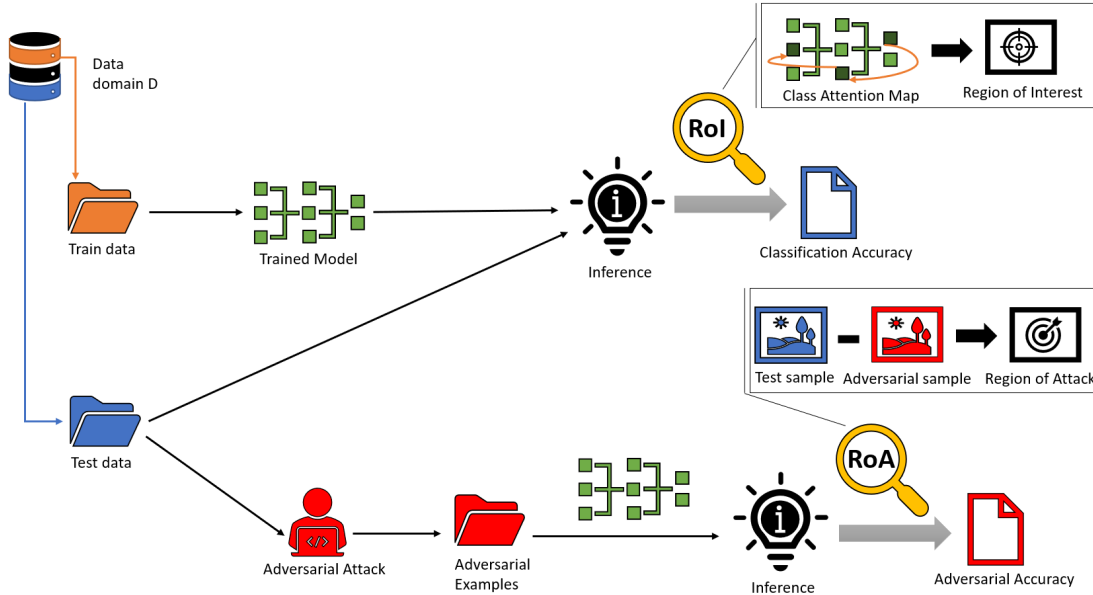 Data
domain D
Class Attention Map
Region of Interest
RoI
Train data
Trained Model
i
Inference
Classification Accuracy
Test sample
Adversarial sample
Region of Attack
Test data
RoA
</>
Adversarial Attack
Adversarial
Examples
i
Inference
Adversarial Accuracy